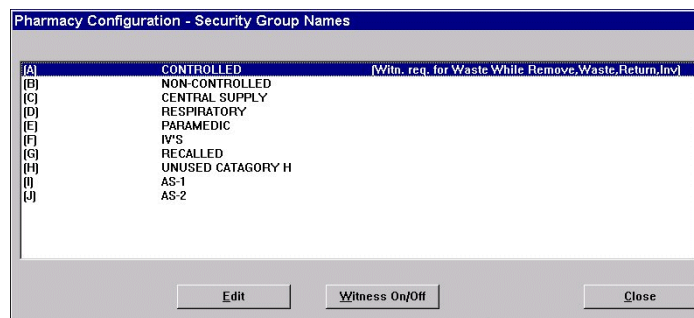 Pharmacy Configuration - Security Group Names
(A) CONTROLLED (Witn. req. for Waste While Remove,Waste,Return,Inv)
(B) NON-CONTROLLED
(C) CENTRAL SUPPLY
(D) RESPIRATORY
(E) PARAMEDIC
(F) IV'S
(G) RECALLED
(H) UNUSED CATAGORY H
(I) AS-1
(J) AS-2
Edit Witness On/Off Close